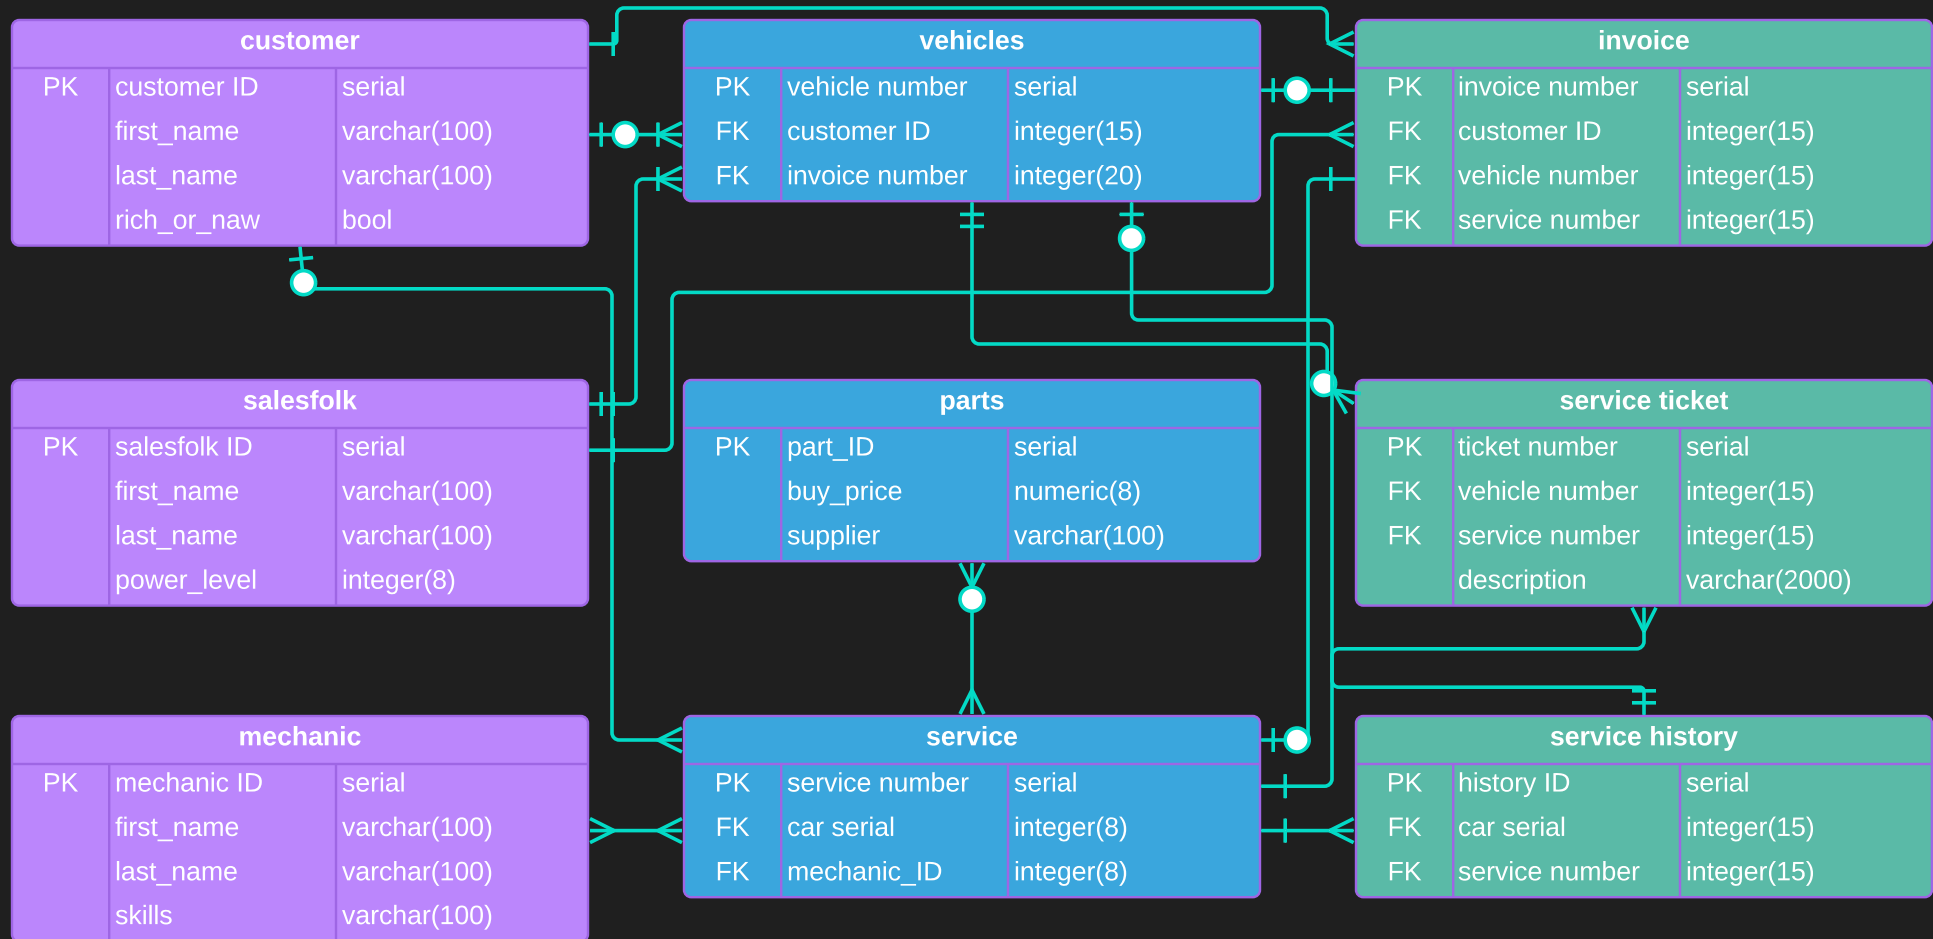 customer
PK customer ID serial
first_name varchar(100)
last_name varchar(100)
rich_or_naw bool
vehicles
PK vehicle number serial
FK customer ID integer(15)
FK invoice number integer(20)
invoice
PK invoice number serial
FK customer ID integer(15)
FK vehicle number integer(15)
FK service number integer(15)
salesfolk
PK salesfolk ID serial
first_name varchar(100)
last_name varchar(100)
power_level integer(8)
parts
PK part_ID serial
buy_price numeric(8)
supplier varchar(100)
service ticket
PK ticket number serial
FK vehicle number integer(15)
FK service number integer(15)
description varchar(2000)
mechanic
PK mechanic ID serial
first_name varchar(100)
last_name varchar(100)
skills varchar(100)
service
PK service number serial
FK car serial integer(8)
FK mechanic_ID integer(8)
service history
PK history ID serial
FK car serial integer(15)
FK service number integer(15)